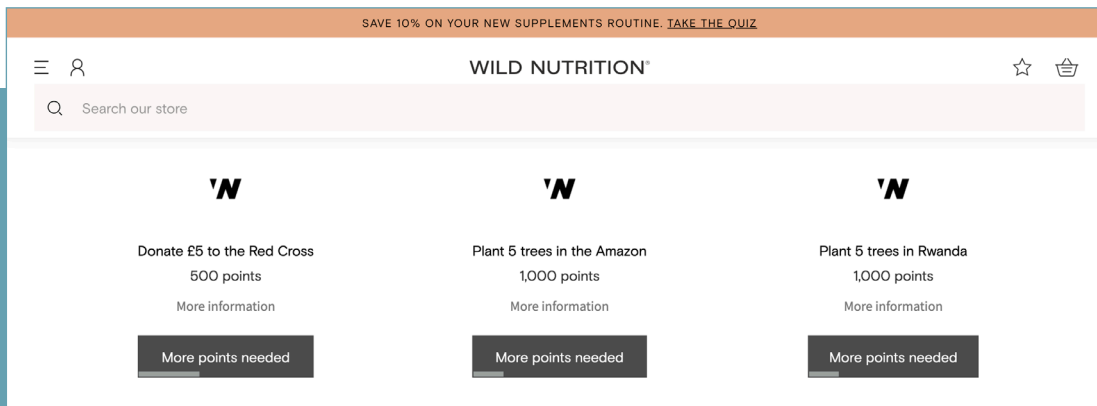 SAVE 10% ON YOUR NEW SUPPLEMENTS ROUTINE. TAKE THE QUIZ
WILD NUTRITION®
Search our store
Donate £5 to the Red Cross
500 points
More information
More points needed
Plant 5 trees in the Amazon
1,000 points
More information
More points needed
Plant 5 trees in Rwanda
1,000 points
More information
More points needed